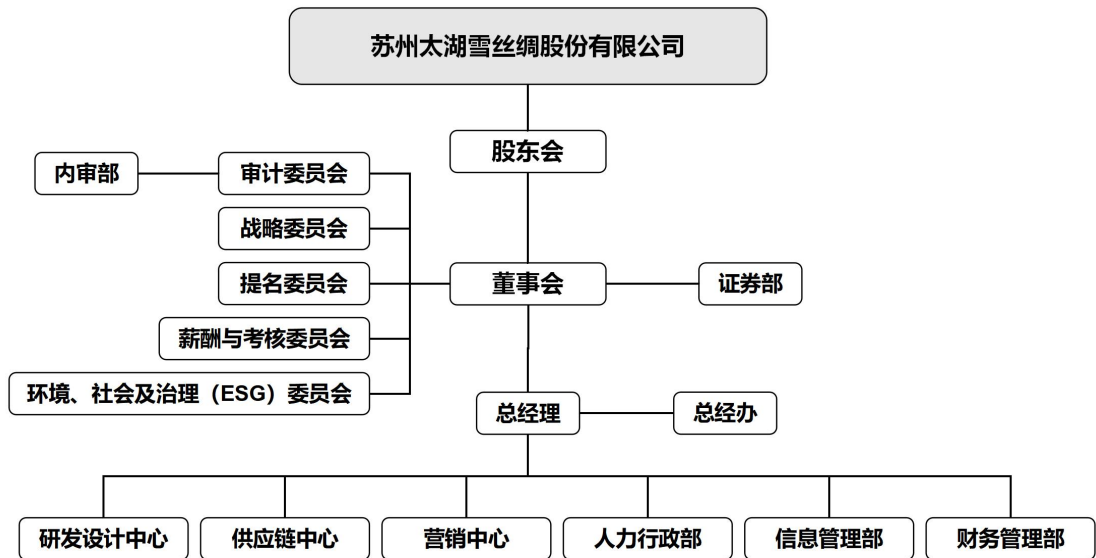 苏州太湖雪丝绸股份有限公司
股东会
内审部
审计委员会
战略委员会
提名委员会
董事会
证券部
薪酬与考核委员会
环境、社会及治理（ESG）委员会
总经理
总经办
研发设计中心
供应链中心
营销中心
人力行政部
信息管理部
财务管理部